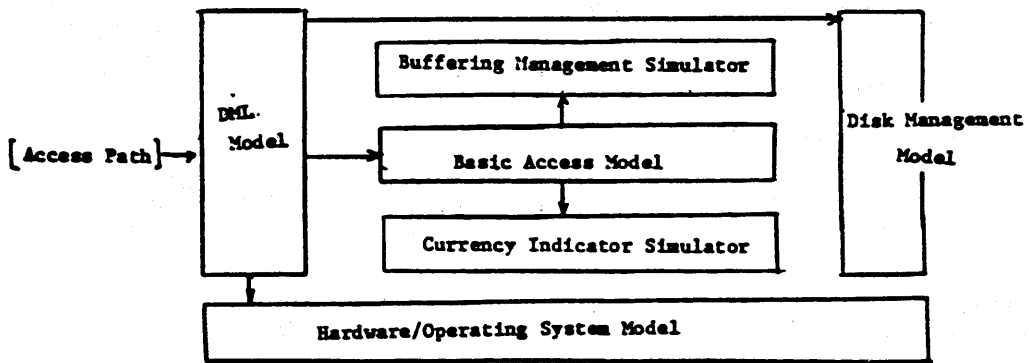 Buffering Management Simulator
DML.
Model
Disk Management
Model
[Access Path]
Basic Access Model
Currency Indicator Simulator
Hardware/Operating System Model